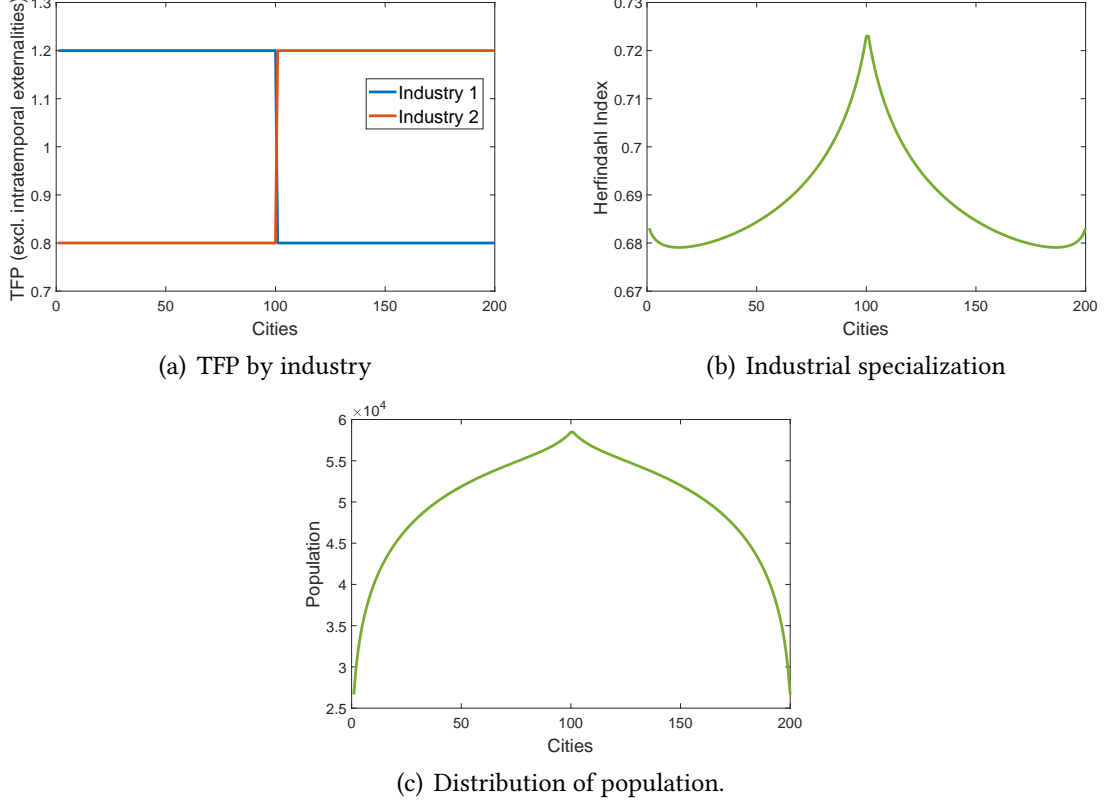 TFP (excl. intratemporal externalities)
1.3
1.2
1.1
1
0.9
0.8
0.7
Industry 1
Industry 2
0 50 100 150 200
Cities
(a) TFP by industry
Herfindahl Index
0.73
0.72
0.71
0.7
0.69
0.68
0.67
0 50 100 150 200
Cities
(b) Industrial specialization
×10⁴
Population
6
5.5
5
4.5
4
3.5
3
2.5
0 50 100 150 200
Cities
(c) Distribution of population.